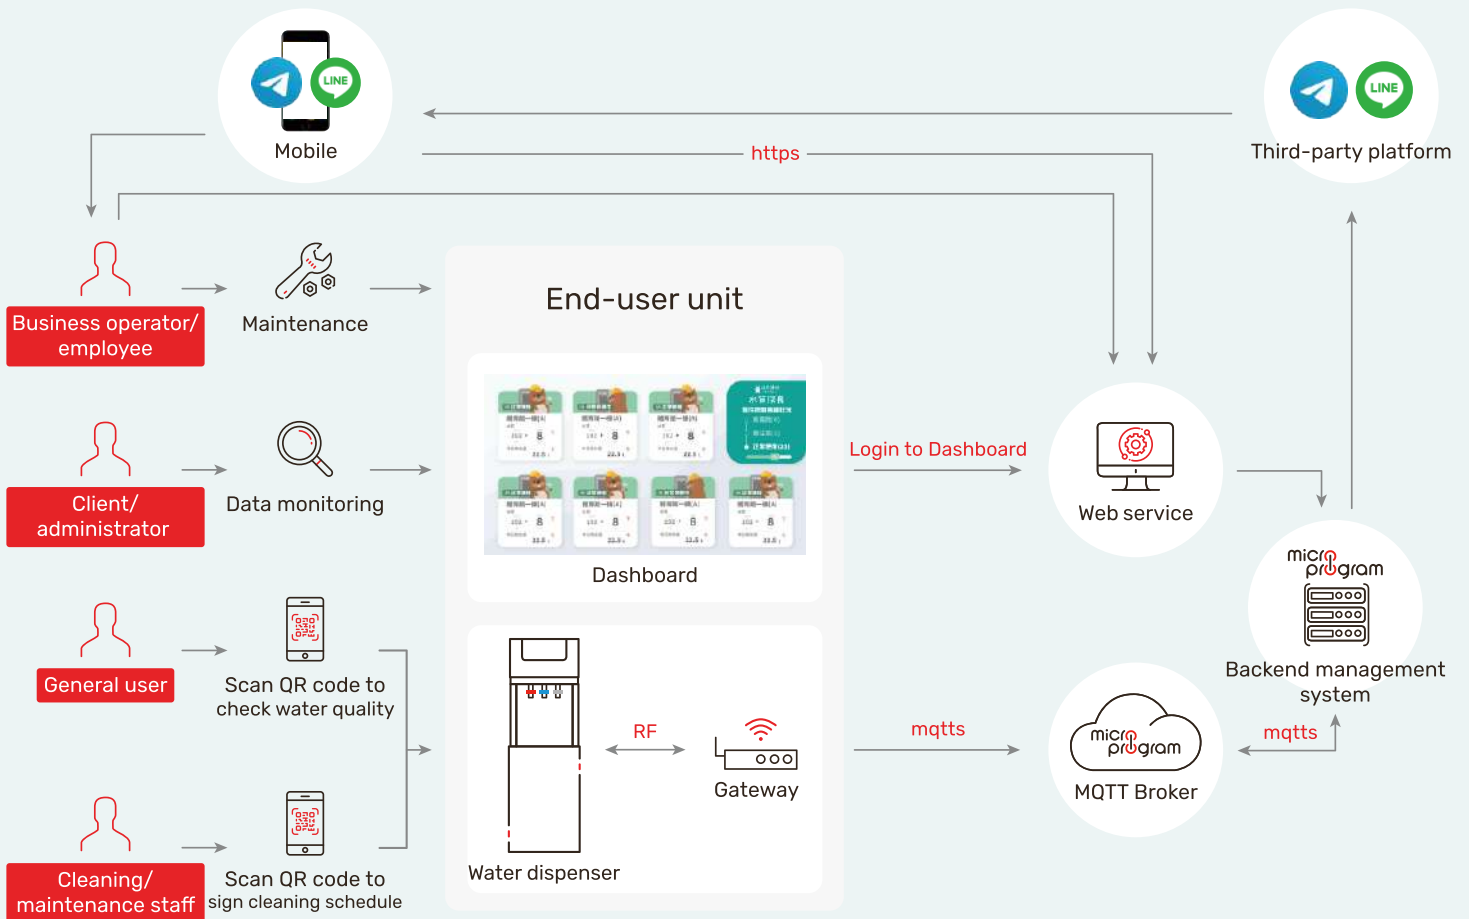 LINE
Mobile
LINE
Third-party platform
https
Business operator/
employee
Maintenance
End-user unit
Client/
administrator
Data monitoring
Dashboard
Login to Dashboard
Web service
micro
program
Backend management
system
General user
Scan QR code to
check water quality
RF
Gateway
Water dispenser
mqtts
micro
program
MQTT Broker
mqtts
Cleaning/
maintenance staff
Scan QR code to
sign cleaning schedule